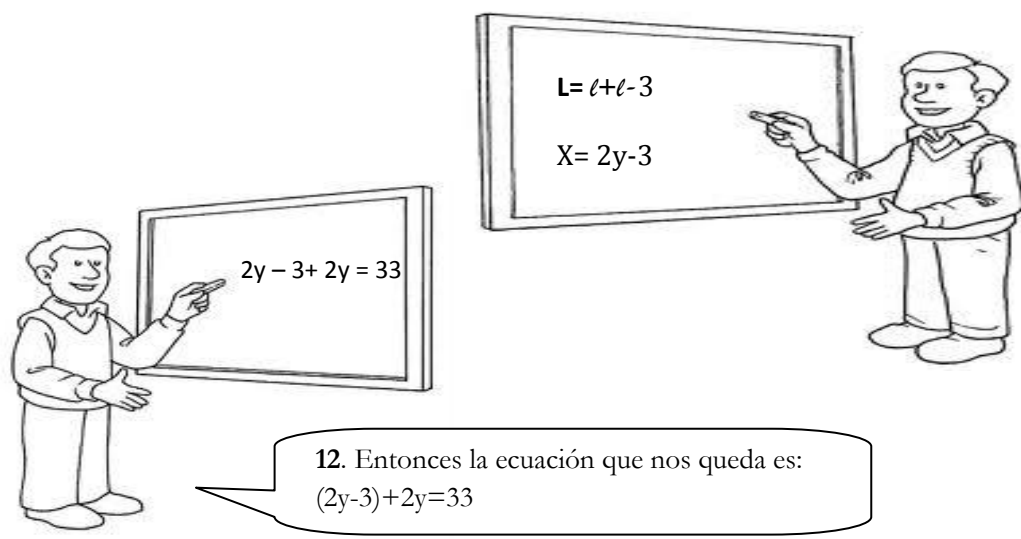 L= ℓ+ℓ-3
X= 2y-3
2y – 3+ 2y = 33
12. Entonces la ecuación que nos queda es:
(2y-3)+2y=33